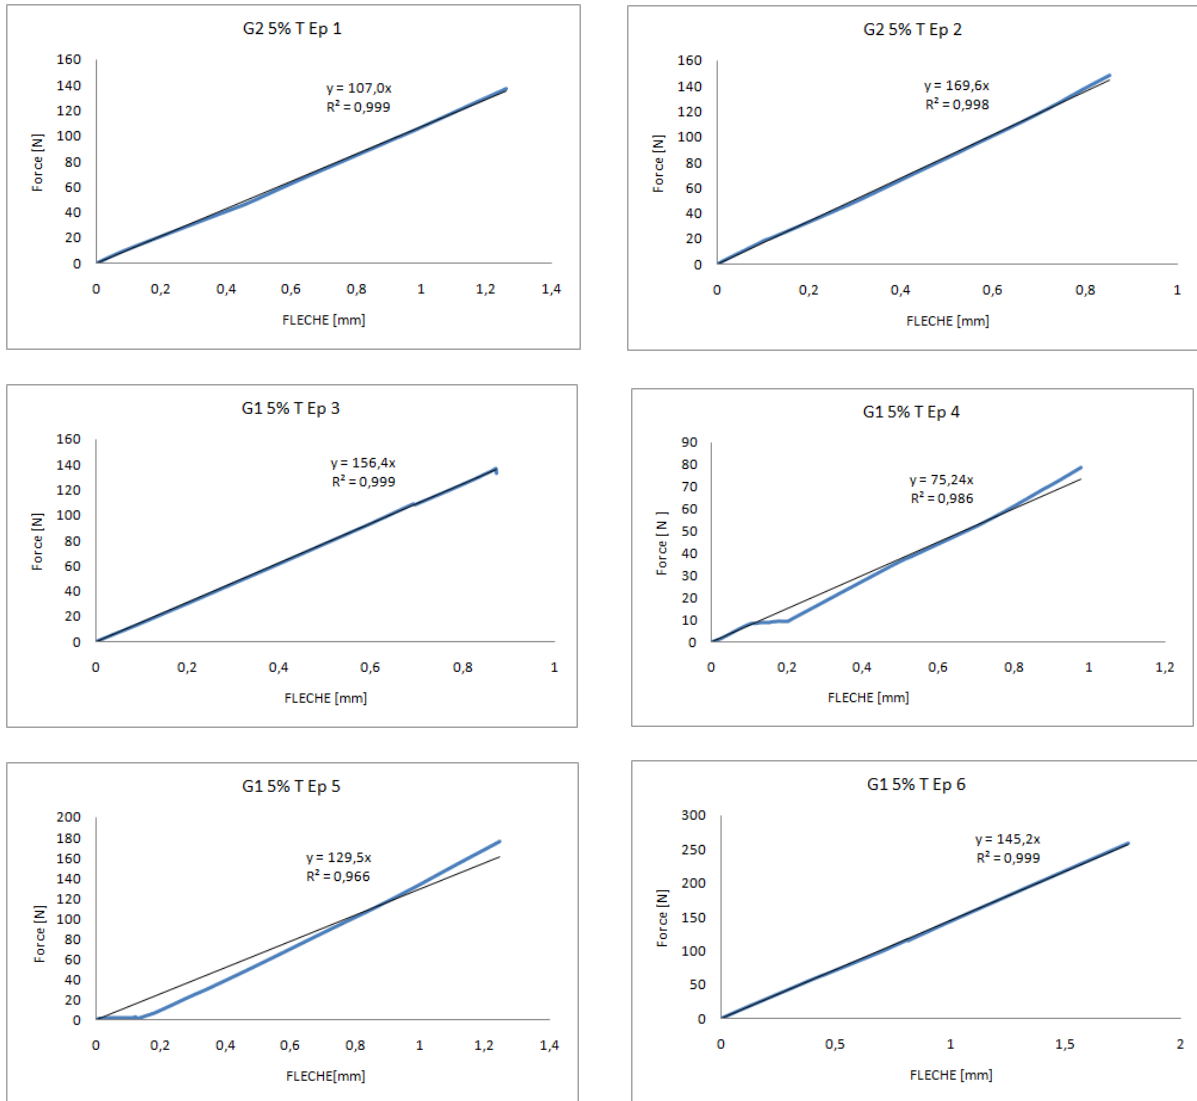 G2 5% T Ep 1
160
140
120
100
80
60
40
20
0
Force [N]
y = 107,0x
R² = 0,999
0 0,2 0,4 0,6 0,8 1 1,2 1,4
FLECHE [mm]
G2 5% T Ep 2
160
140
120
100
80
60
40
20
0
Force [N]
y = 169,6x
R² = 0,998
0 0,2 0,4 0,6 0,8 1
FLECHE [mm]
G1 5% T Ep 3
160
140
120
100
80
60
40
20
0
Force [N]
y = 156,4x
R² = 0,999
0 0,2 0,4 0,6 0,8 1
FLECHE [mm]
G1 5% T Ep 4
90
80
70
60
50
40
30
20
10
0
Force [N ]
y = 75,24x
R² = 0,986
0 0,2 0,4 0,6 0,8 1 1,2
FLECHE [mm]
G1 5% T Ep 5
200
180
160
140
120
100
80
60
40
20
0
Force [N]
y = 129,5x
R² = 0,966
0 0,2 0,4 0,6 0,8 1 1,2 1,4
FLECHE[mm]
G1 5% T Ep 6
300
250
200
150
100
50
0
Force [N]
y = 145,2x
R² = 0,999
0 0,5 1 1,5 2
FLECHE [mm]